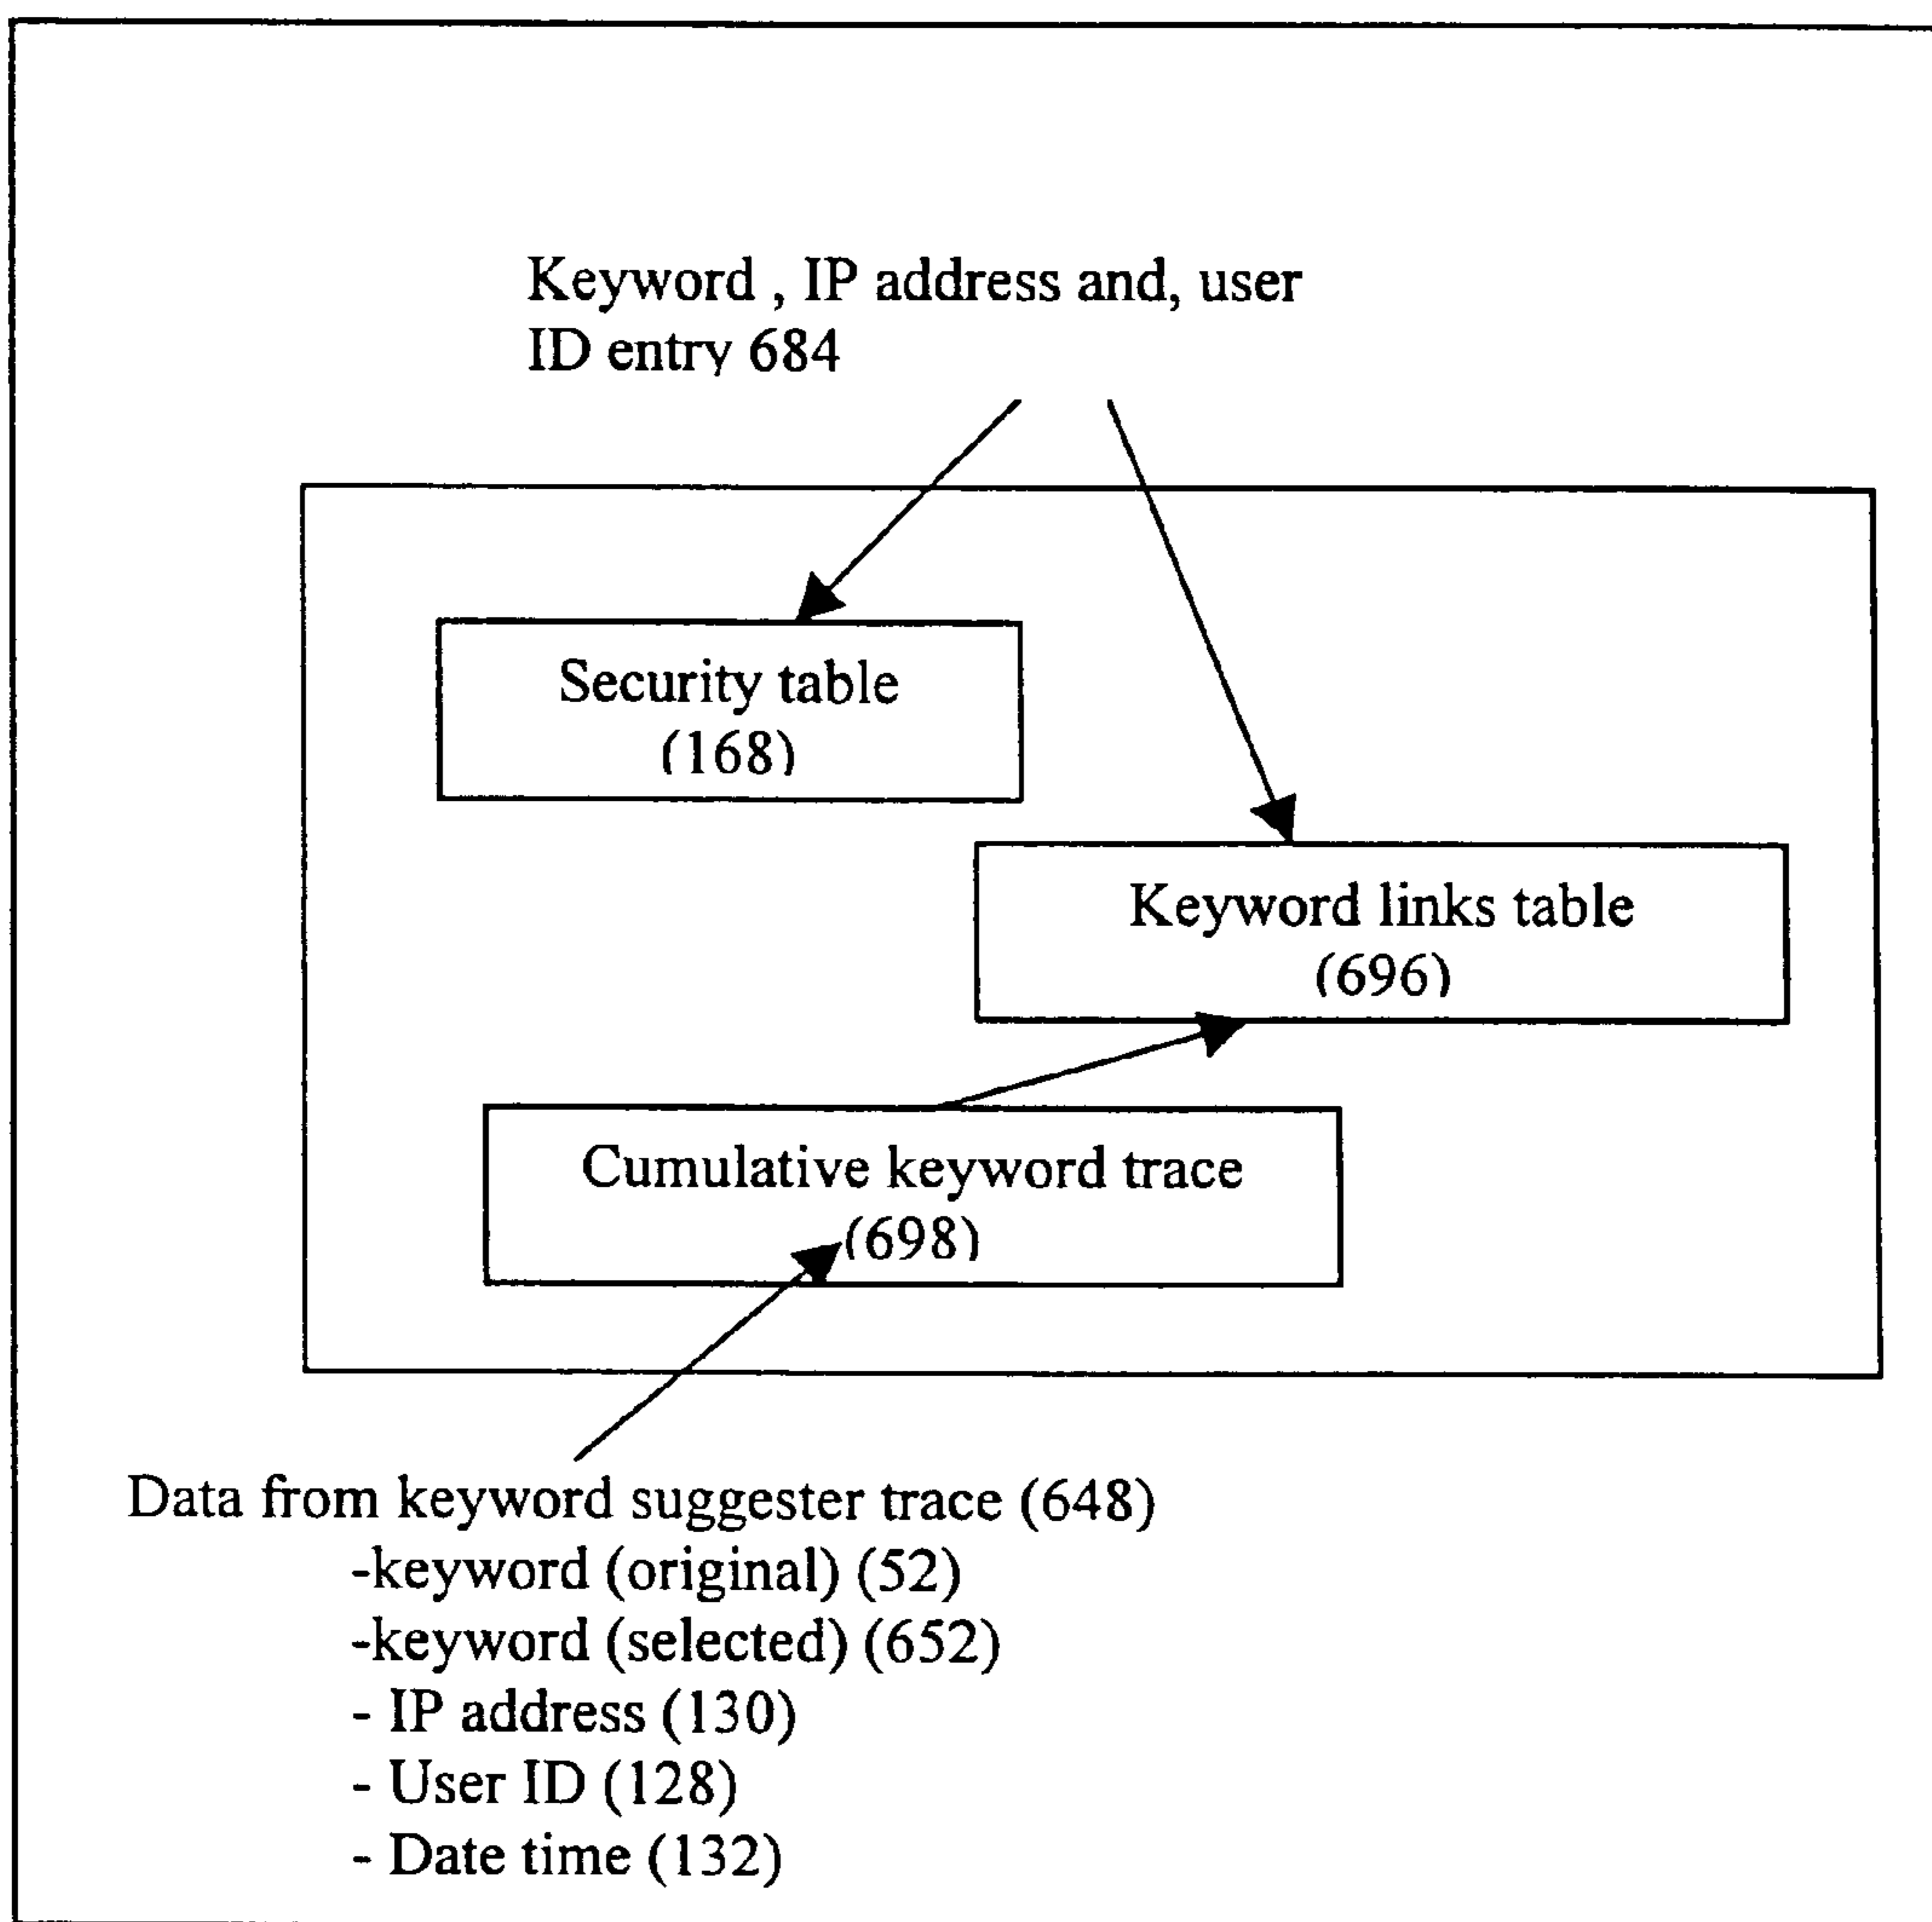 Keyword , IP address and, user
ID entry 684
Security table
(168)
Keyword links table
(696)
Cumulative keyword trace
(698)
Data from keyword suggester trace (648)
-keyword (original) (52)
-keyword (selected) (652)
- IP address (130)
- User ID (128)
- Date time (132)